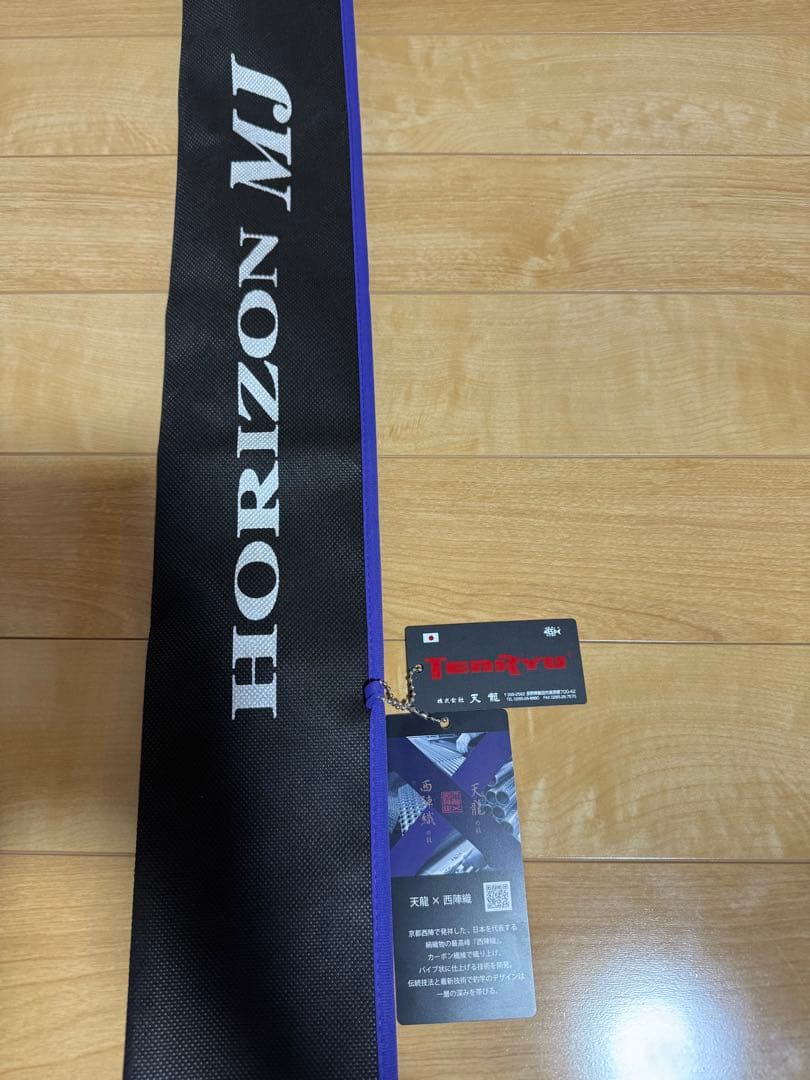 HORIZON MJ
TENRYU
株式会社 天龍
天龍の技
西陣織の技
天龍 × 西陣織
京都西陣で発祥した、日本を代表する
絹織物の最高峰「西陣織」。
カーボン繊維で織り上げ、
パイプ状に仕上げる技術を開発。
伝統技法と最新技術で釣竿のデザインは
一層の深みを帯びる。